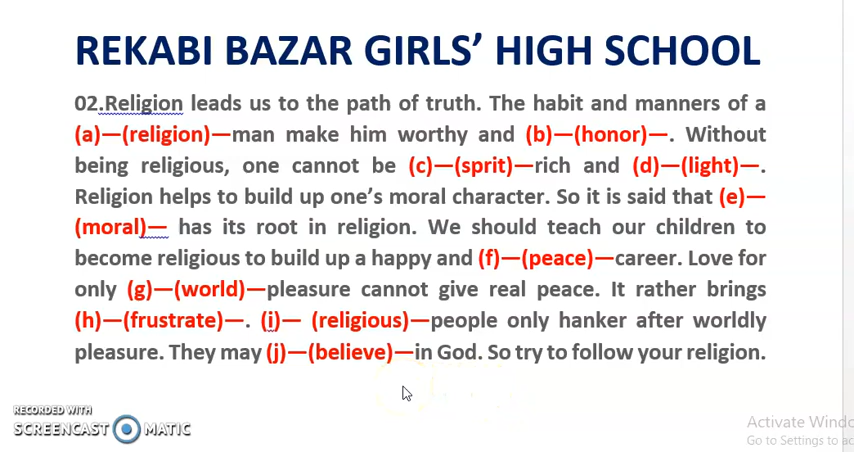 REKABI BAZAR GIRLS’ HIGH SCHOOL
02.Religion leads us to the path of truth. The habit and manners of a
(a)—(religion)—man make him worthy and (b)—(honor)—. Without
being religious, one cannot be (c)—(sprit)—rich and (d)—(light)—.
Religion helps to build up one’s moral character. So it is said that (e)—
(moral)— has its root in religion. We should teach our children to
become religious to build up a happy and (f)—(peace)—career. Love for
only (g)—(world)—pleasure cannot give real peace. It rather brings
(h)—(frustrate)—. (i)— (religious)—people only hanker after worldly
pleasure. They may (j)—(believe)—in God. So try to follow your religion.
RECORDED WITH
SCREENCAST MATIC
Activate Windo
Go to Settings to ac